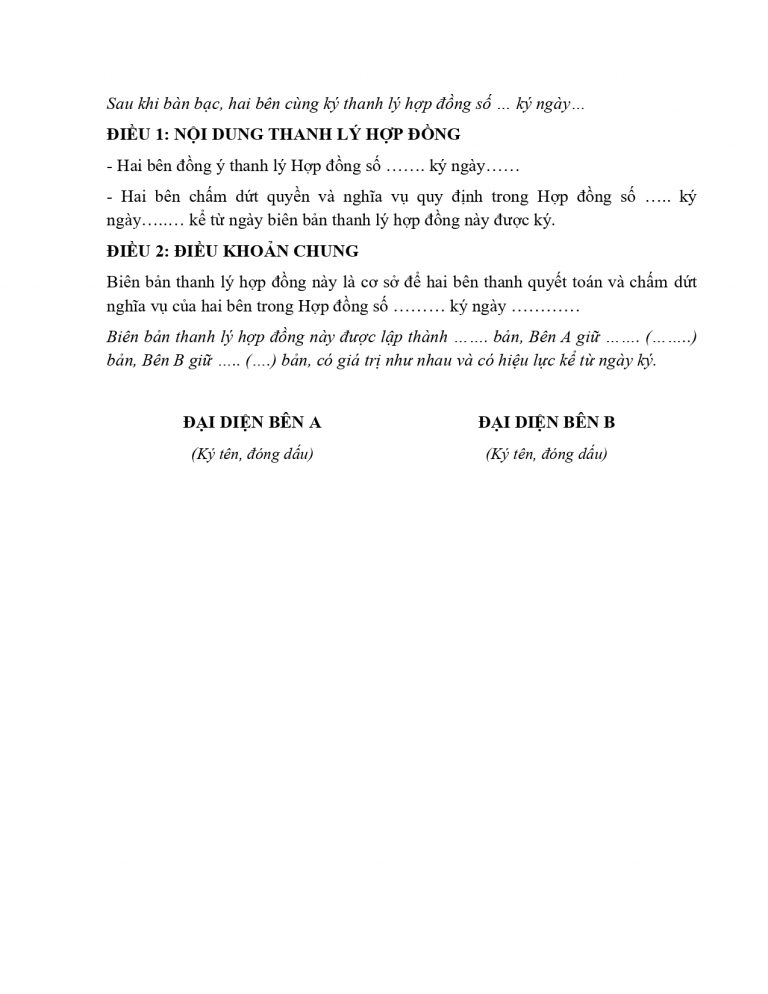 Sau khi bàn bạc, hai bên cùng ký thanh lý hợp đồng số … ký ngày…
ĐIỀU 1: NỘI DUNG THANH LÝ HỢP ĐỒNG
- Hai bên đồng ý thanh lý Hợp đồng số ……. ký ngày……
- Hai bên chấm dứt quyền và nghĩa vụ quy định trong Hợp đồng số ….. ký
ngày…..… kể từ ngày biên bản thanh lý hợp đồng này được ký.
ĐIỀU 2: ĐIỀU KHOẢN CHUNG
Biên bản thanh lý hợp đồng này là cơ sở để hai bên thanh quyết toán và chấm dứt
nghĩa vụ của hai bên trong Hợp đồng số ……… ký ngày …………
Biên bản thanh lý hợp đồng này được lập thành ……. bản, Bên A giữ ……. (……..)
bản, Bên B giữ ….. (….) bản, có giá trị như nhau và có hiệu lực kể từ ngày ký.
ĐẠI DIỆN BÊN A ĐẠI DIỆN BÊN B
(Ký tên, đóng dấu) (Ký tên, đóng dấu)